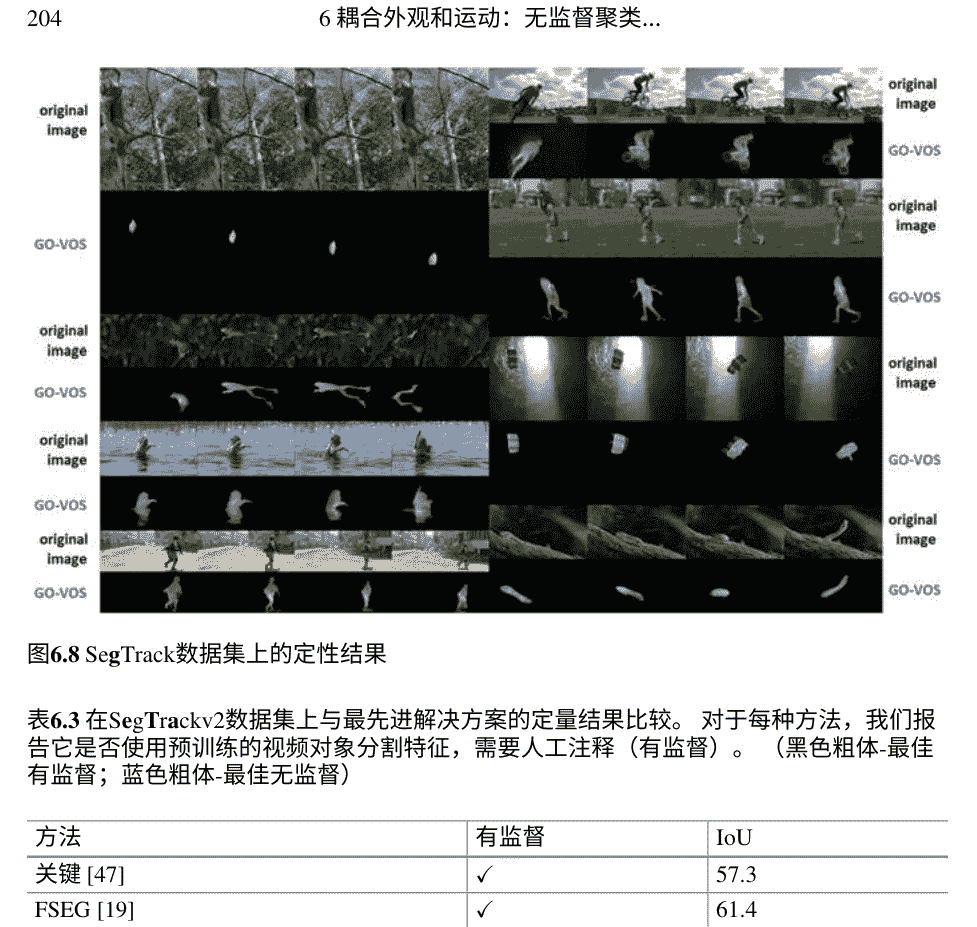 204
6 耦合外观和运动：无监督聚类...
original
image
GO-VOS
original
image
GO-VOS
original
image
GO-VOS
original
image
GO-VOS
original
image
GO-VOS
original
image
GO-VOS
original
image
GO-VOS
original
image
GO-VOS
图6.8 SegTrack数据集上的定性结果
表6.3 在SegTrackv2数据集上与最先进解决方案的定量结果比较。 对于每种方法，我们报
告它是否使用预训练的视频对象分割特征，需要人工注释（有监督）。 （黑色粗体-最佳
有监督；蓝色粗体-最佳无监督）
方法 有监督 IoU
关键 [47] ✓ 57.3
FSEG [19] ✓ 61.4